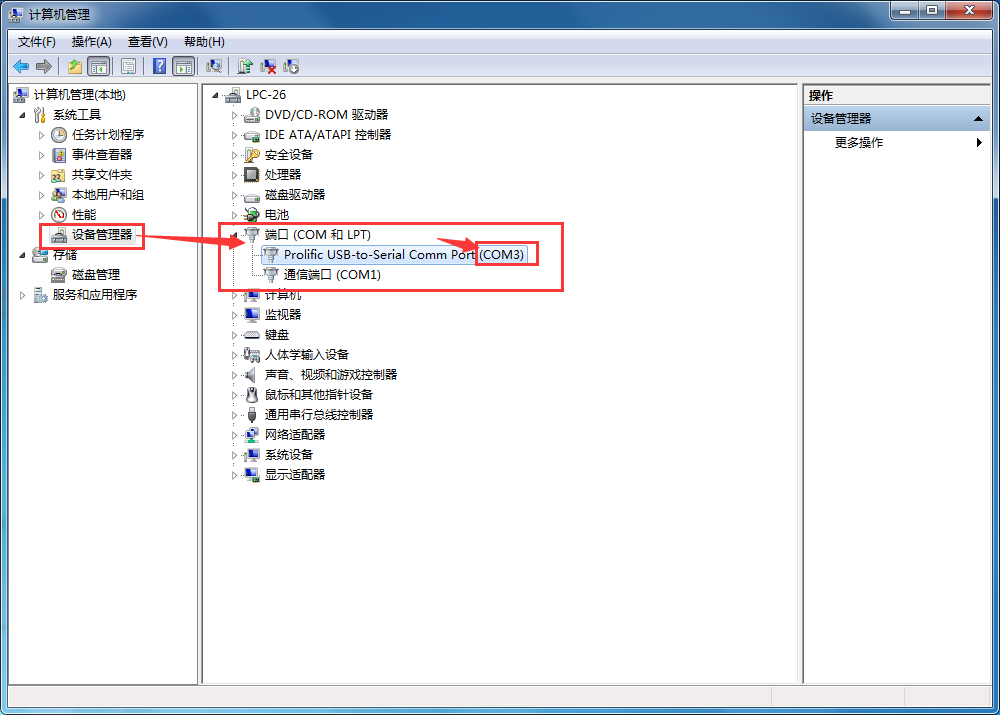 计算机管理
文件(F) 操作(A) 查看(V) 帮助(H)
计算机管理(本地)
系统工具
任务计划程序
事件查看器
共享文件夹
本地用户和组
性能
设备管理器
存储
磁盘管理
服务和应用程序
LPC-26
DVD/CD-ROM 驱动器
IDE ATA/ATAPI 控制器
安全设备
处理器
磁盘驱动器
电池
端口 (COM 和 LPT)
Prolific USB-to-Serial Comm Port (COM3)
通信端口 (COM1)
计算机
监视器
键盘
人体学输入设备
声音、视频和游戏控制器
鼠标和其他指针设备
通用串行总线控制器
网络适配器
系统设备
显示适配器
操作
设备管理器
更多操作